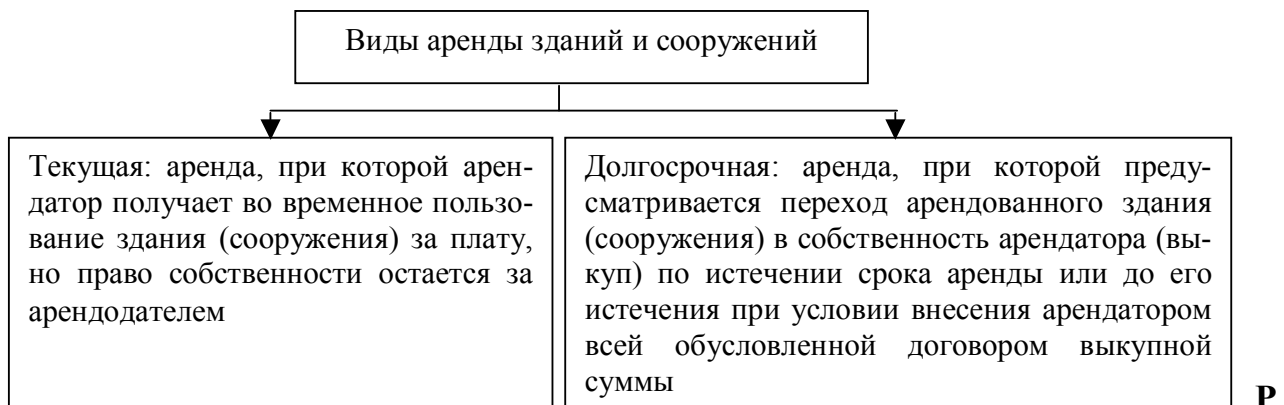 Виды аренды зданий и сооружений
Текущая: аренда, при которой арен-
датор получает во временное пользо-
вание здания (сооружения) за плату,
но право собственности остается за
арендодателем
Долгосрочная: аренда, при которой преду-
сматривается переход арендованного здания
(сооружения) в собственность арендатора (вы-
куп) по истечении срока аренды или до его
истечения при условии внесения арендатором
всей обусловленной договором выкупной
суммы
Р